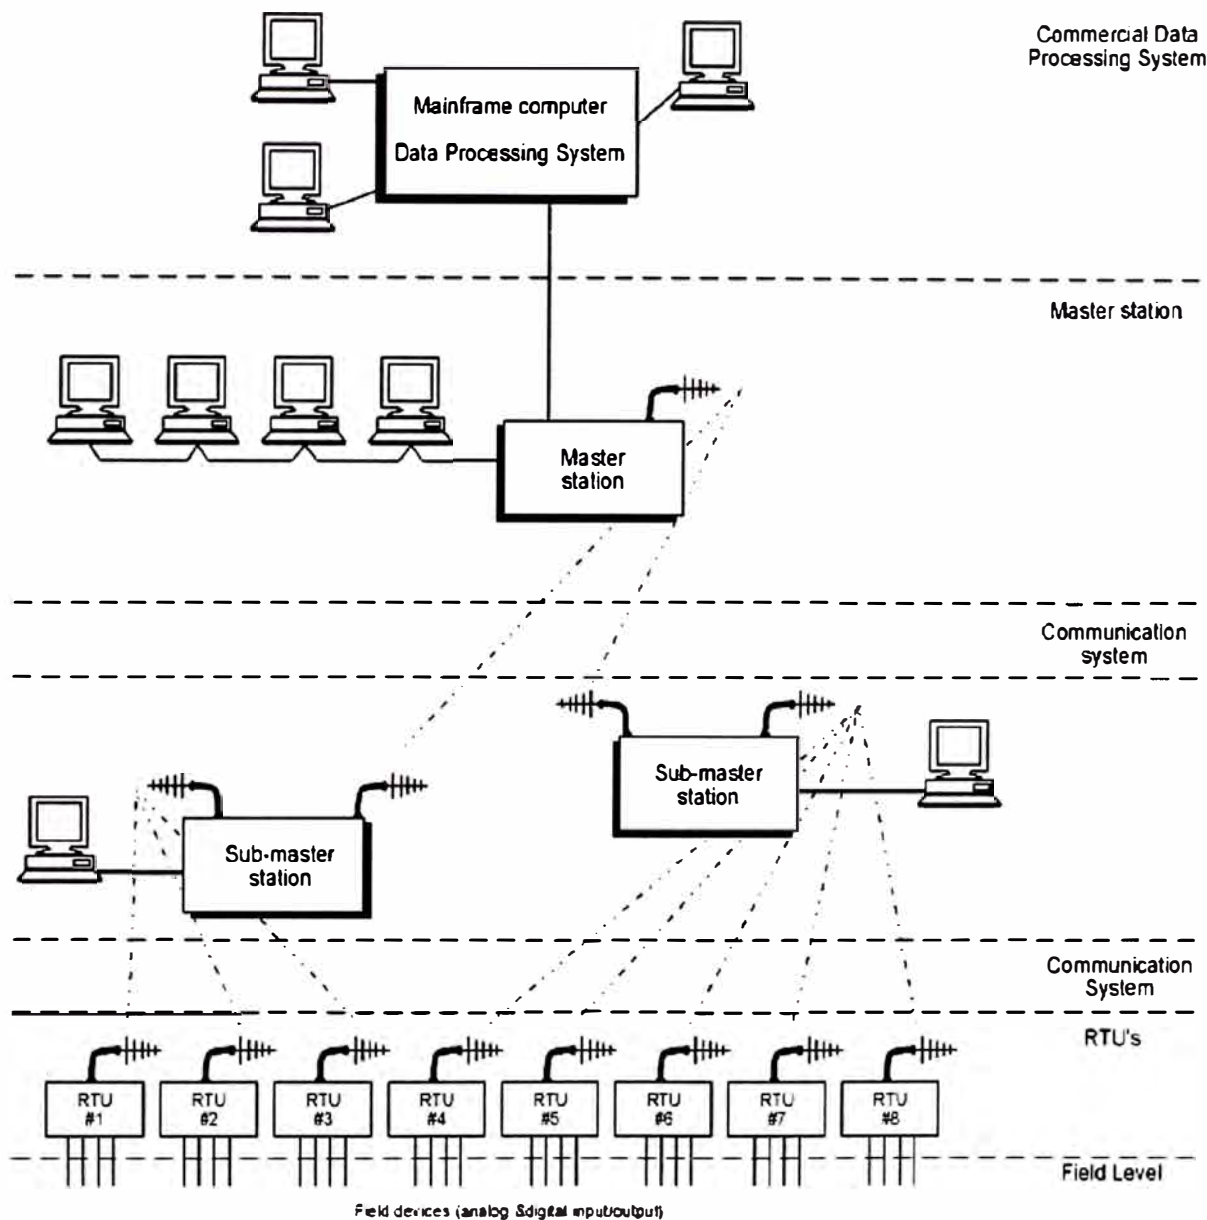 Commercial Data
Processing System
Mainframe computer
Data Processing System
Master station
Master
station
Communication
system
Sub-master
station
Sub-master
station
Communication
System
RTU's
RTU
#1
RTU
#2
RTU
#3
RTU
#4
RTU
#5
RTU
#6
RTU
#7
RTU
#8
Field Level
Field devices (analog &digital input/output)